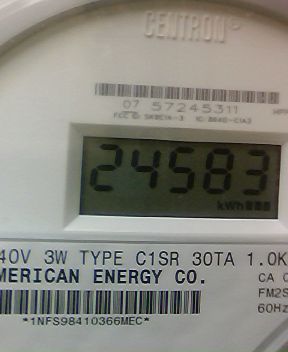 CENTRON®
07 57245311
24583
kWh
40V 3W TYPE C1SR 30TA 1.0K
MERICAN ENERGY CO.
CA
FM2S
60Hz
*1NFS98410366MEC*